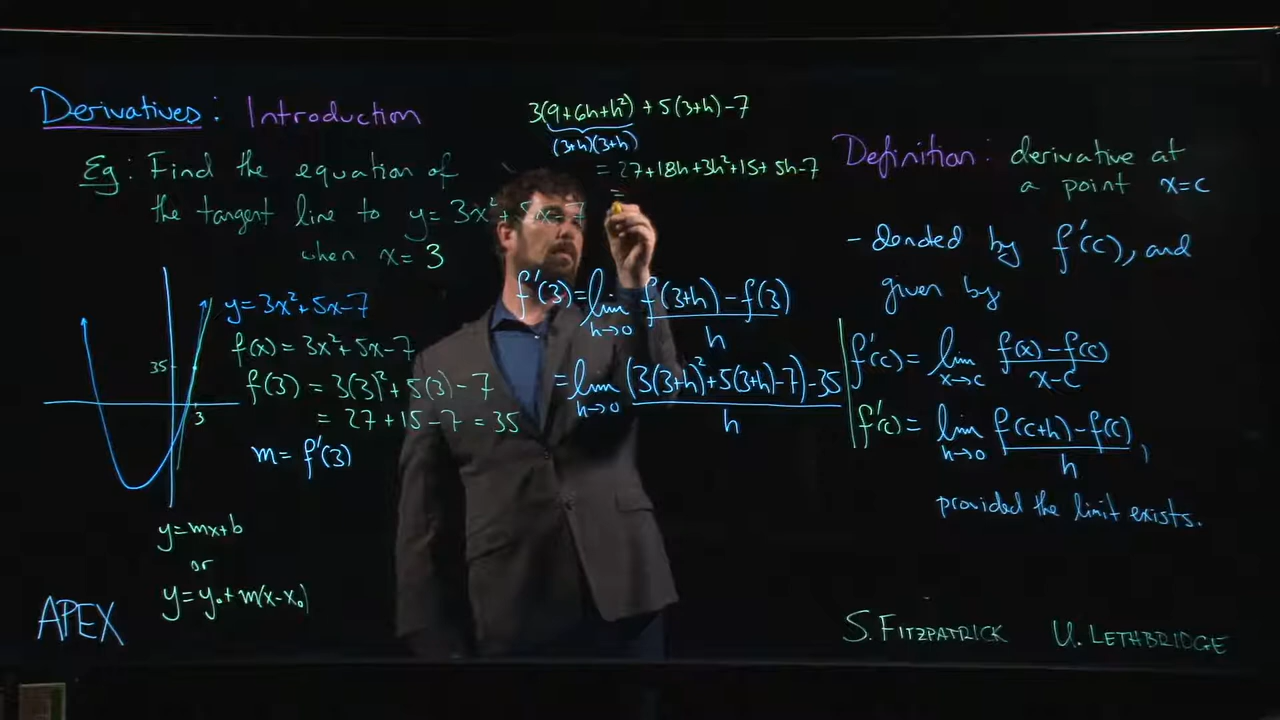 Derivatives: Introduction
Eg: Find the equation of
the tangent line to y = 3x² + 5x - 7
when x = 3
y = 3x² + 5x - 7
f(x) = 3x² + 5x - 7
f(3) = 3(3)² + 5(3) - 7
= 27 + 15 - 7 = 35
m = f'(3)
35
3
y = mx + b
or
y = y₀ + m(x - x₀)
APEX
3(9+6h+h²) + 5(3+h) - 7
(3+h)(3+h)
= 27 + 18h + 3h² + 15 + 5h - 7
=
f'(3) = lim h→0 f(3+h) - f(3) / h
= lim h→0 (3(3+h)² + 5(3+h) - 7) - 35 / h
Definition: derivative at
a point x = c
- denoted by f'(c), and
given by
f'(c) = lim x→c f(x) - f(c) / x - c
f'(c) = lim h→0 f(c+h) - f(c) / h ,
provided the limit exists.
S. FITZPATRICK U. LETHBRIDGE